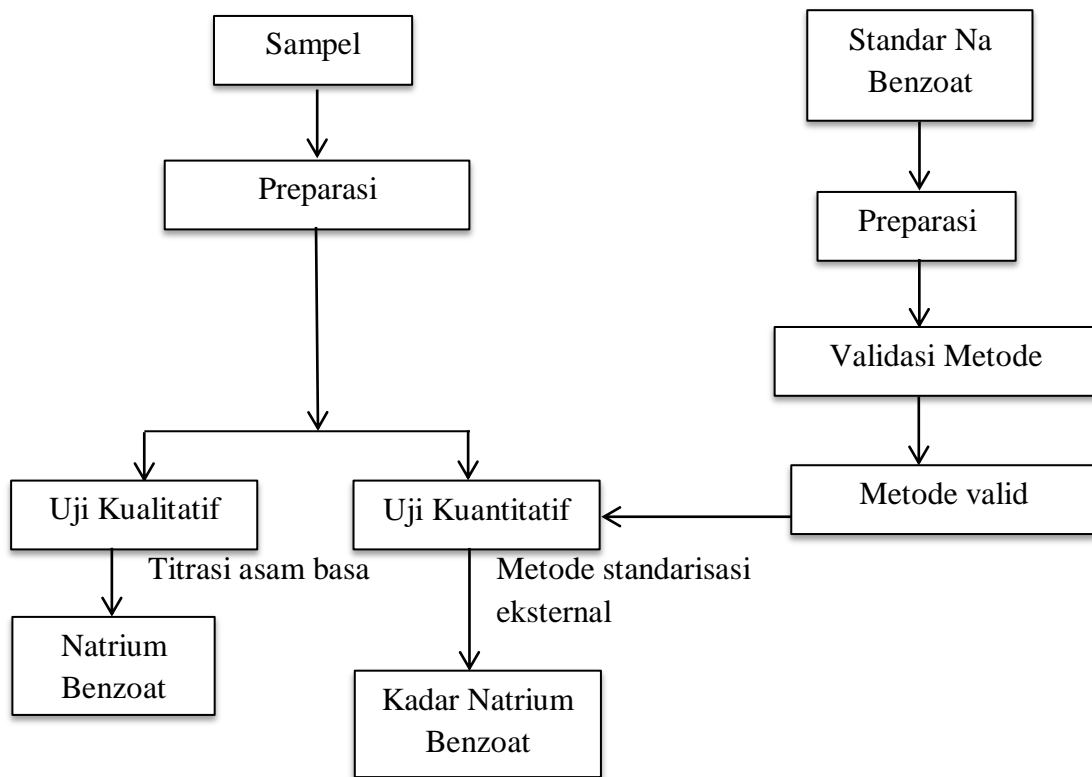 Sampel
Standar Na
Benzoat
Preparasi
Preparasi
Validasi Metode
Uji Kualitatif
Uji Kuantitatif
Metode valid
Titrasi asam basa
Metode standarisasi
eksternal
Natrium
Benzoat
Kadar Natrium
Benzoat